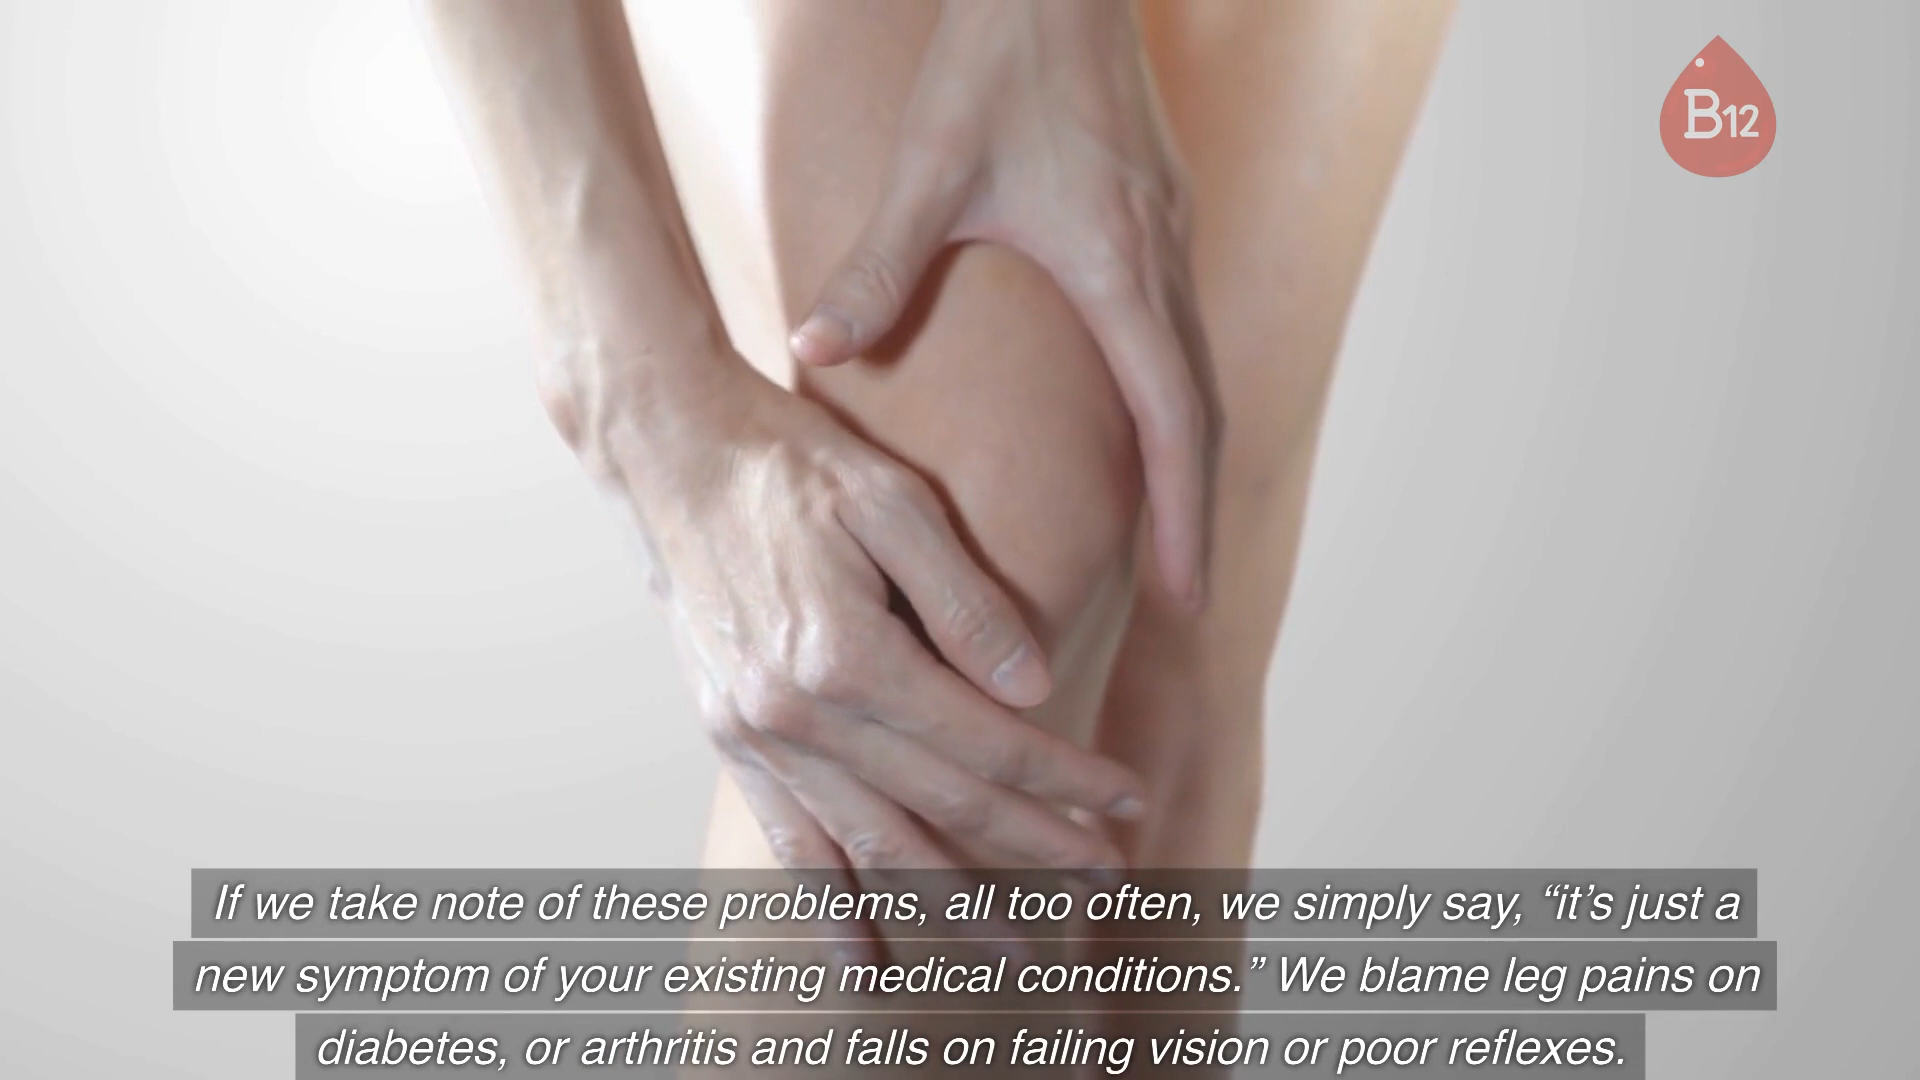 B12
If we take note of these problems, all too often, we simply say, “it’s just a
new symptom of your existing medical conditions.” We blame leg pains on
diabetes, or arthritis and falls on failing vision or poor reflexes.